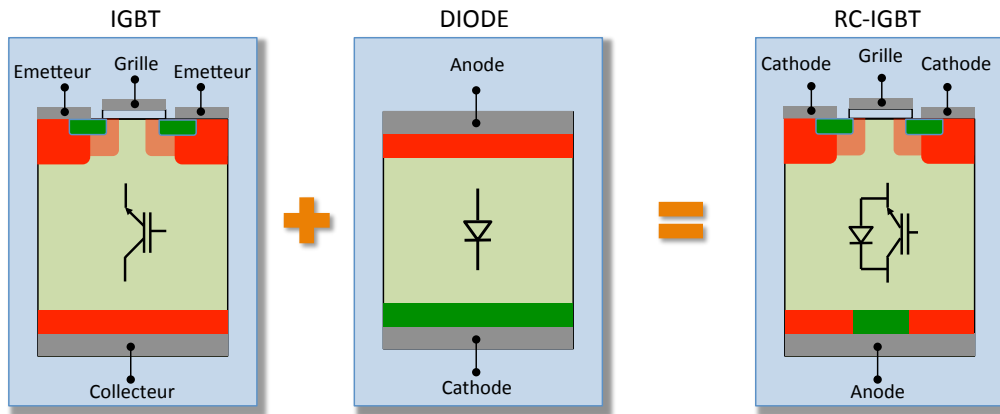 IGBT
Emetteur
Grille
Emetteur
Collecteur
DIODE
Anode
Cathode
RC-IGBT
Cathode
Grille
Cathode
Anode